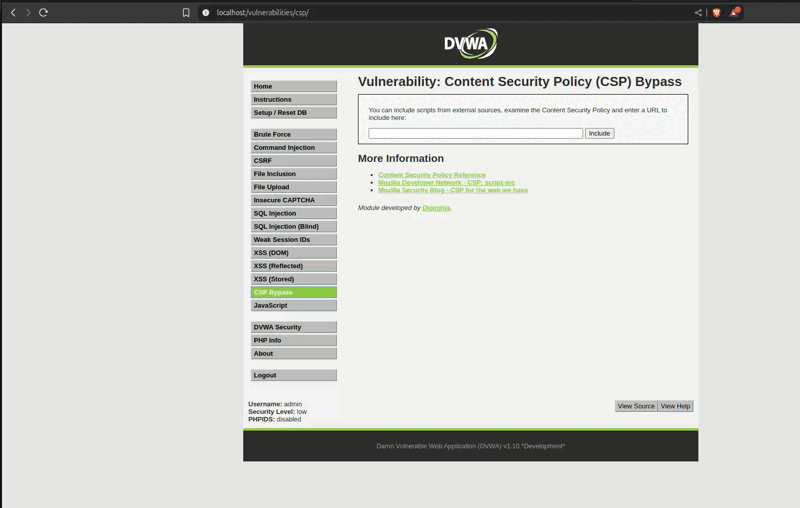 localhost/vulnerabilities/csp/
DVWA
Vulnerability: Content Security Policy (CSP) Bypass
Home
Instructions
Setup / Reset DB
Brute Force
Command Injection
CSRF
File Inclusion
File Upload
Insecure CAPTCHA
SQL Injection
SQL Injection (Blind)
Weak Session IDs
XSS (DOM)
XSS (Reflected)
XSS (Stored)
CSP Bypass
JavaScript
DVWA Security
PHP Info
About
Logout
You can include scripts from external sources, examine the Content Security Policy and enter a URL to
include here:
Include
More Information
Content Security Policy Reference
Mozilla Developer Network - CSP: script-src
Mozilla Security Blog - CSP for the web we have
Module developed by Digininja.
Username: admin
Security Level: low
PHPIDS: disabled
View Source View Help
Damn Vulnerable Web Application (DVWA) v1.10 *Development*